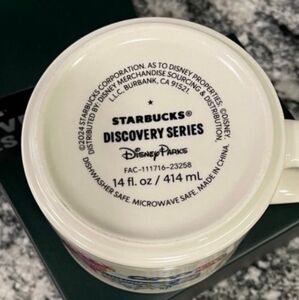 ©2024 STARBUCKS CORPORATION. AS TO DISNEY PROPERTIES: ©DISNEY.
DISTRIBUTED BY: DISNEY MERCHANDISE SOURCING & DISTRIBUTION,
LLC, BURBANK, CA 91521.
STARBUCKS®
DISCOVERY SERIES
Disney Parks
FAC-111716-23258
14 fl. oz / 414 mL
DISHWASHER SAFE. MICROWAVE SAFE. MADE IN CHINA.